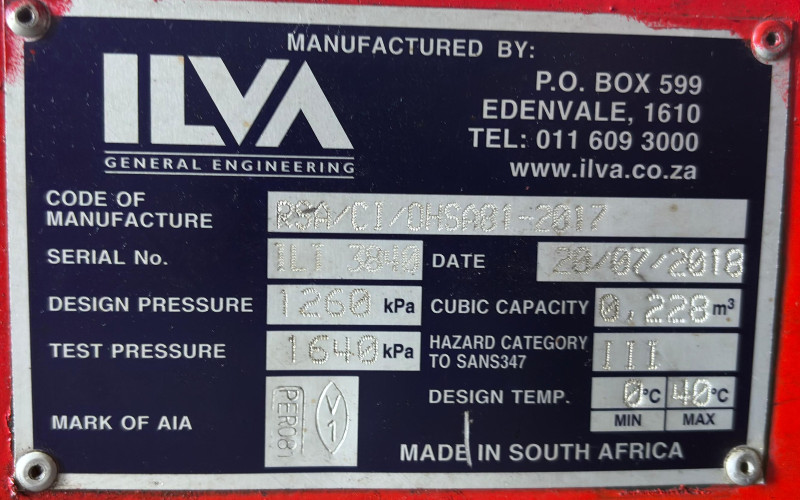 MANUFACTURED BY:
ILVA
GENERAL ENGINEERING
P.O. BOX 599
EDENVALE, 1610
TEL: 011 609 3000
www.ilva.co.za
CODE OF MANUFACTURE RSA/CI/OHSA81-2017
SERIAL No. ILI 3840 DATE 20/07/2018
DESIGN PRESSURE 1260 kPa CUBIC CAPACITY 0,228 m³
TEST PRESSURE 1640 kPa HAZARD CATEGORY TO SANS347 III
DESIGN TEMP. 0°C 40°C
MIN MAX
MARK OF AIA PER081 V1
MADE IN SOUTH AFRICA